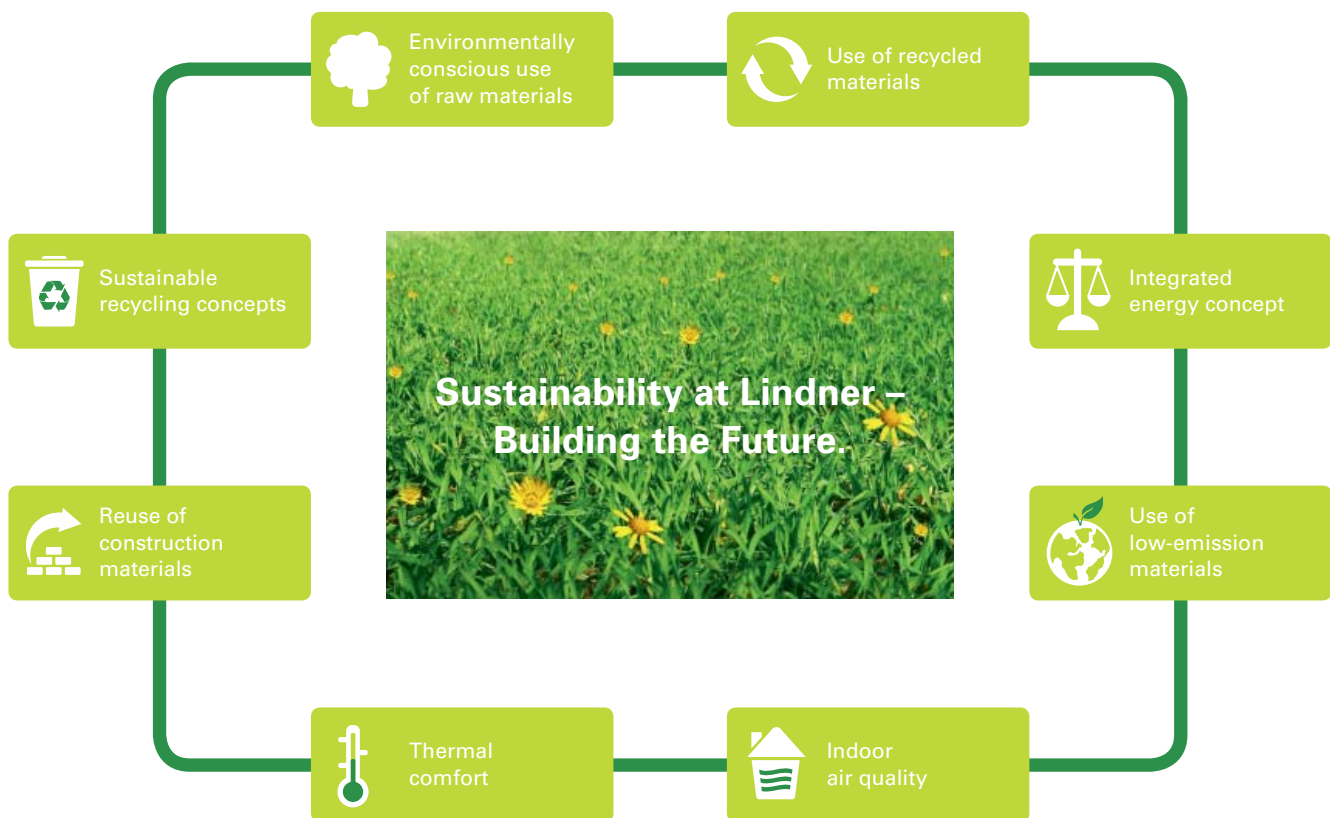 Environmentally
conscious use
of raw materials
Use of recycled
materials
Sustainable
recycling concepts
Integrated
energy concept
Sustainability at Lindner –
Building the Future.
Reuse of
construction
materials
Use of
low-emission
materials
Thermal
comfort
Indoor
air quality